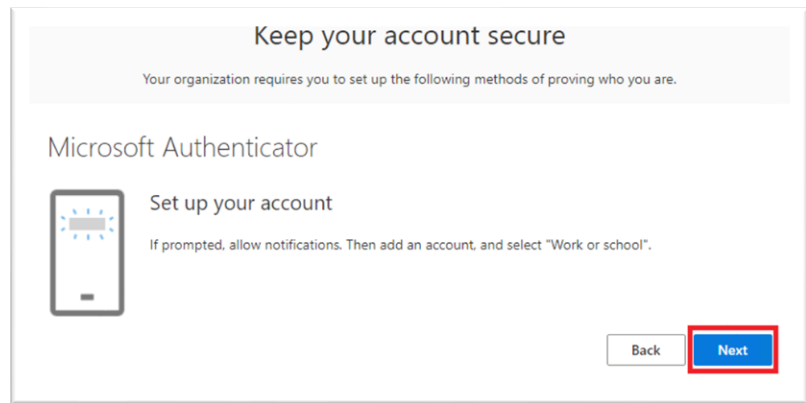 Keep your account secure
Your organization requires you to set up the following methods of proving who you are.
Microsoft Authenticator
Set up your account
If prompted, allow notifications. Then add an account, and select "Work or school".
Back Next